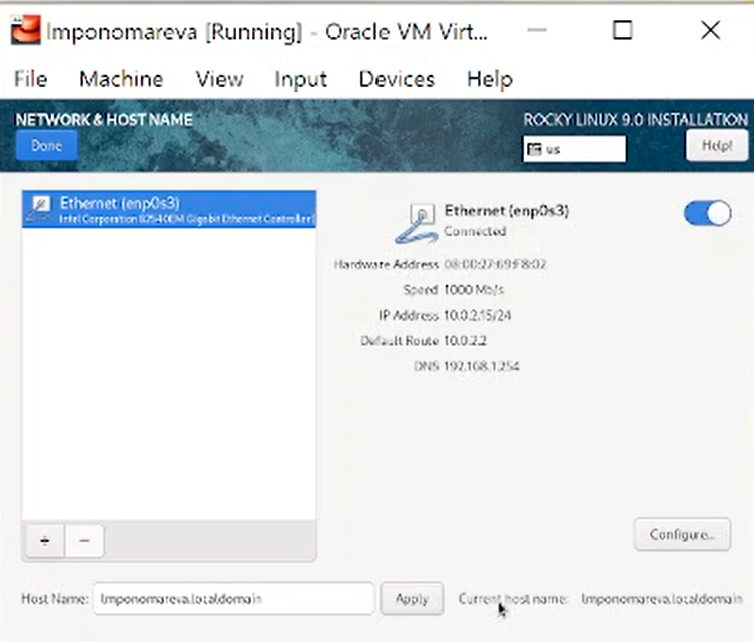 lmponomareva [Running] - Oracle VM Virt...
File Machine View Input Devices Help
NETWORK & HOST NAME
ROCKY LINUX 9.0 INSTALLATION
Done
us
Help!
Ethernet (enp0s3)
Intel Corporation 82540EM Gigabit Ethernet Controller (
Ethernet (enp0s3)
Connected
Hardware Address 08:00:27:69:F8:02
Speed 1000 Mb/s
IP Address 10.0.2.15/24
Default Route 10.0.2.2
DNS 192.168.1.254
+ −
Configure...
Host Name: lmponomareva.localdomain Apply Current host name: lmponomareva.localdomain